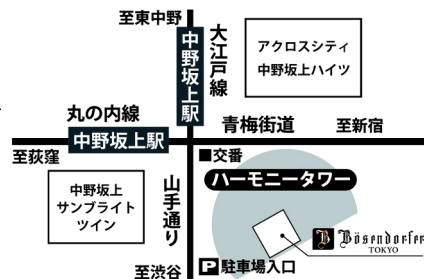 至東中野
中野坂上駅
大江戸線
アクロスシティ
中野坂上ハイツ
丸の内線
中野坂上駅
青梅街道
至新宿
至荻窪
■交番
ハーモニータワー
中野坂上
サンブライト
ツイン
山手通り
B Bösendorfer
TOKYO
至渋谷
P 駐車場入口